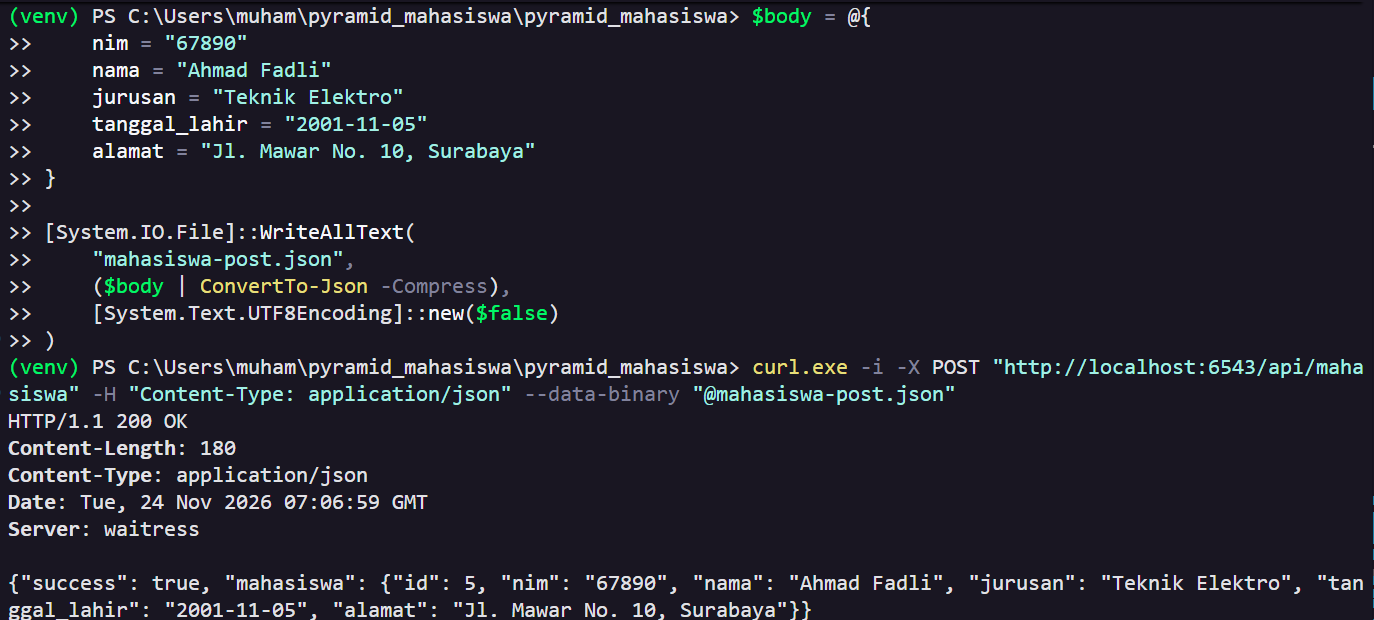 (venv) PS C:\Users\muham\pyramid_mahasiswa\pyramid_mahasiswa> $body = @{
>>     nim = "67890"
>>     nama = "Ahmad Fadli"
>>     jurusan = "Teknik Elektro"
>>     tanggal_lahir = "2001-11-05"
>>     alamat = "Jl. Mawar No. 10, Surabaya"
>> }
>>
>> [System.IO.File]::WriteAllText(
>>     "mahasiswa-post.json",
>>     ($body | ConvertTo-Json -Compress),
>>     [System.Text.UTF8Encoding]::new($false)
>> )
(venv) PS C:\Users\muham\pyramid_mahasiswa\pyramid_mahasiswa> curl.exe -i -X POST "http://localhost:6543/api/maha
siswa" -H "Content-Type: application/json" --data-binary "@mahasiswa-post.json"
HTTP/1.1 200 OK
Content-Length: 180
Content-Type: application/json
Date: Tue, 24 Nov 2026 07:06:59 GMT
Server: waitress

{"success": true, "mahasiswa": {"id": 5, "nim": "67890", "nama": "Ahmad Fadli", "jurusan": "Teknik Elektro", "tan
ggal_lahir": "2001-11-05", "alamat": "Jl. Mawar No. 10, Surabaya"}}